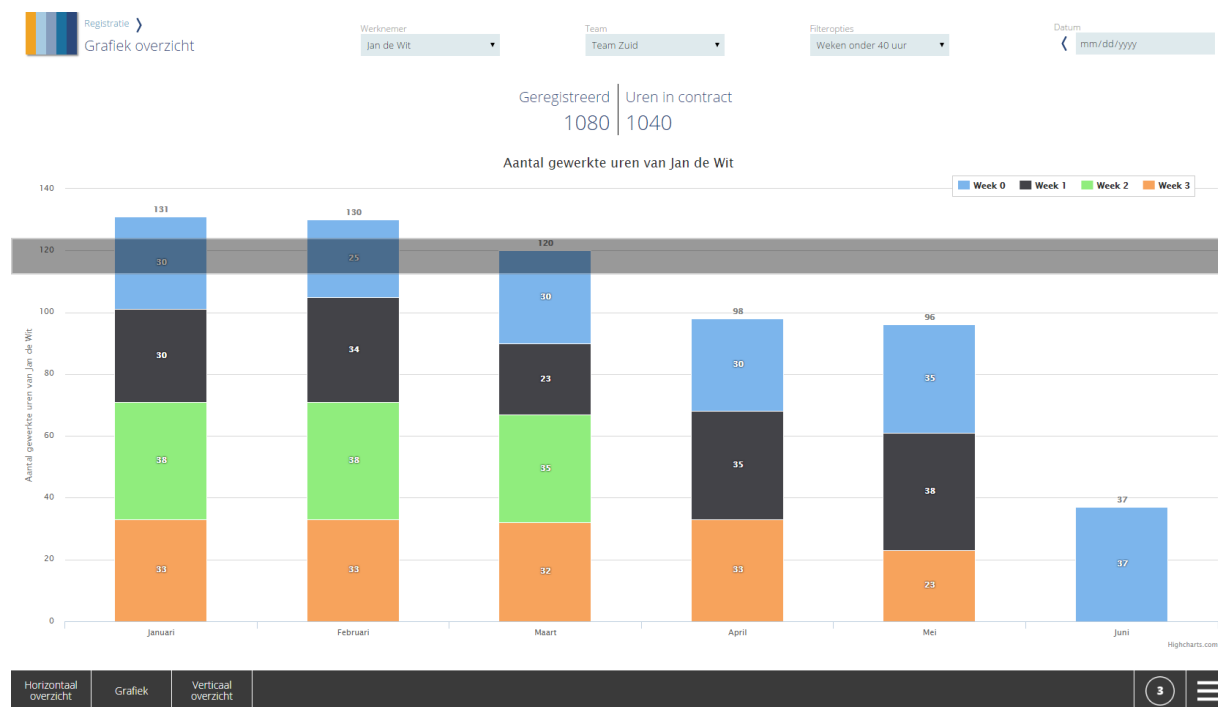 Registratie ❯
Grafiek overzicht
Werknemer
Jan de Wit
Team
Team Zuid
Filteropties
Weken onder 40 uur
Datum
mm/dd/yyyy
Geregistreerd Uren in contract
1080 1040
Aantal gewerkte uren van Jan de Wit
Week 0 Week 1 Week 2 Week 3
Aantal gewerkte uren van Jan de Wit
140
120
100
80
60
40
20
0
131 130 120 98 96 37
30 25 30 30 35 37
30 34 23 35 38
38 38 35
33 33 32 33 23
Januari Februari Maart April Mei Juni
Highcharts.com
Horizontaal
overzicht
Grafiek
Verticaal
overzicht
3